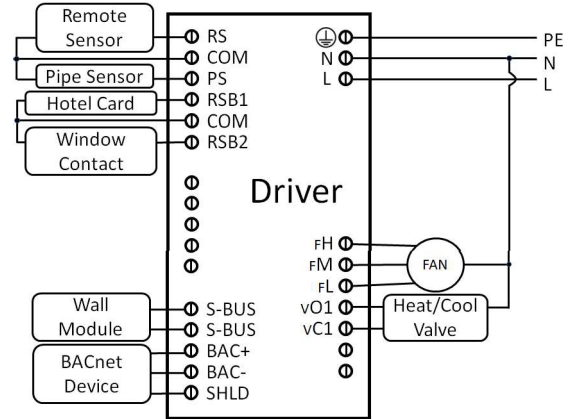 Remote
Sensor
RS
COM
Pipe Sensor
PS
Hotel Card
RSB1
COM
Window
Contact
RSB2
N
L
PE
N
L
Driver
FH
FM
FL
FAN
VO1
VC1
Heat/Cool
Valve
Wall
Module
S-BUS
S-BUS
BACnet
Device
BAC+
BAC-
SHLD